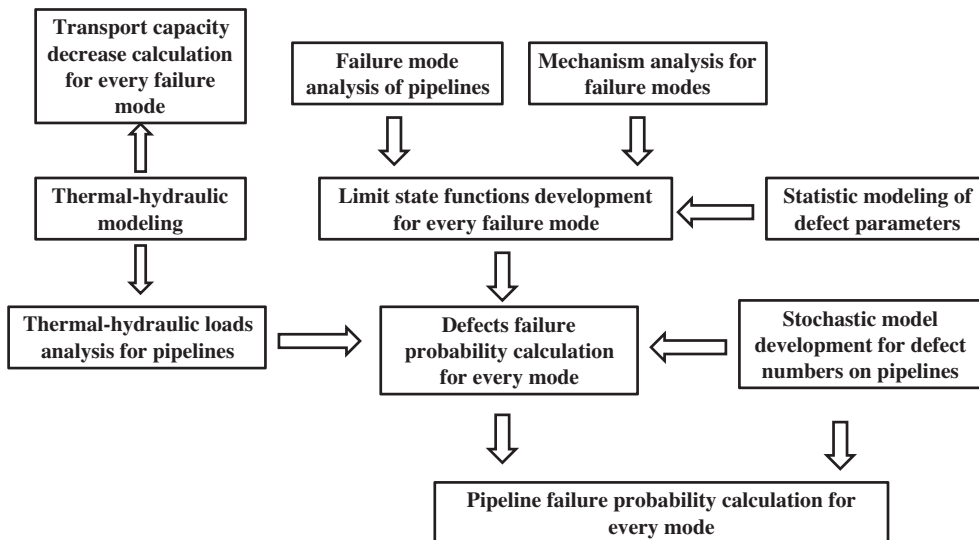 Transport capacity
decrease calculation
for every failure
mode
Failure mode
analysis of pipelines
Mechanism analysis for
failure modes
Thermal-hydraulic
modeling
Limit state functions development
for every failure mode
Statistic modeling of
defect parameters
Thermal-hydraulic loads
analysis for pipelines
Defects failure
probability calculation
for every mode
Stochastic model
development for defect
numbers on pipelines
Pipeline failure probability calculation for
every mode